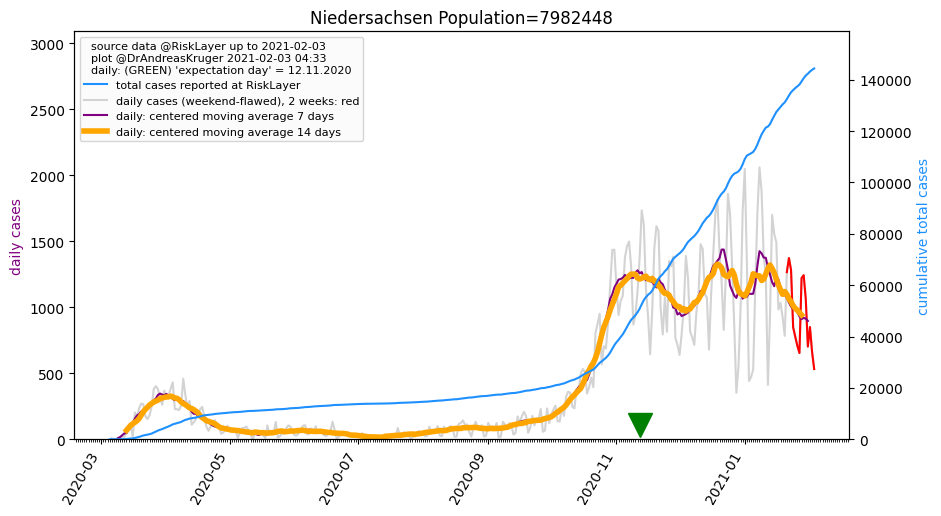 Niedersachsen Population=7982448
source data @RiskLayer up to 2021-02-03
plot @DrAndreasKruger 2021-02-03 04:33
daily: (GREEN) 'expectation day' = 12.11.2020
total cases reported at RiskLayer
daily cases (weekend-flawed), 2 weeks: red
daily: centered moving average 7 days
daily: centered moving average 14 days
daily cases
3000
2500
2000
1500
1000
500
0
cumulative total cases
140000
120000
100000
80000
60000
40000
20000
0
2020-03
2020-05
2020-07
2020-09
2020-11
2021-01